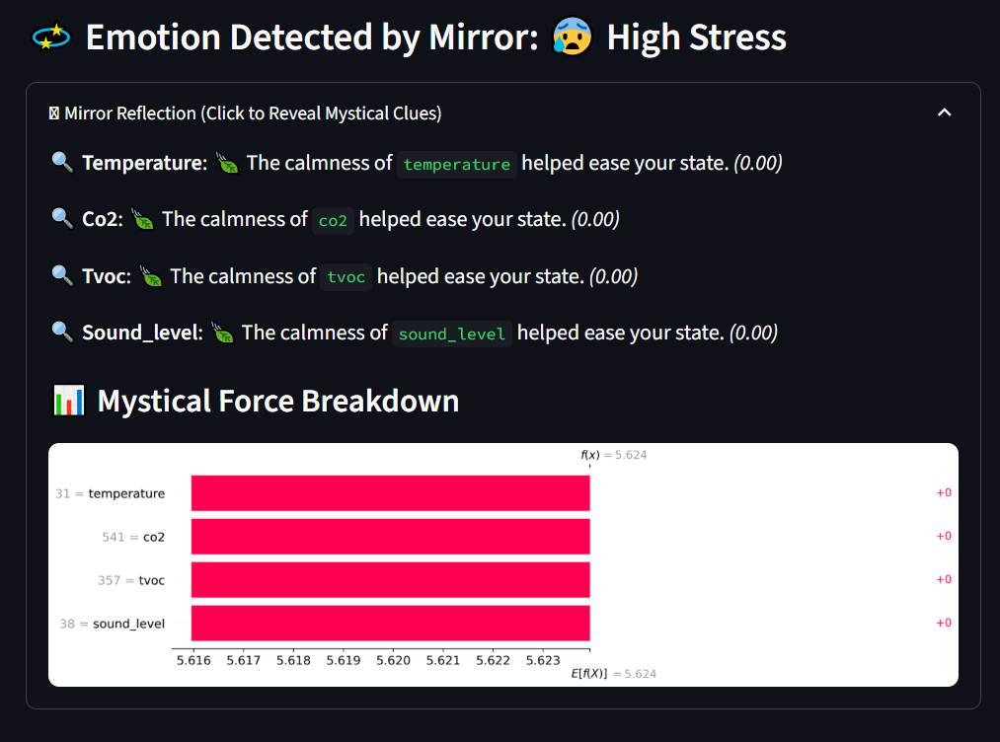 Emotion Detected by Mirror: 😰 High Stress
Mirror Reflection (Click to Reveal Mystical Clues)
Temperature: The calmness of temperature helped ease your state. (0.00)
Co2: The calmness of co2 helped ease your state. (0.00)
Tvoc: The calmness of tvoc helped ease your state. (0.00)
Sound_level: The calmness of sound_level helped ease your state. (0.00)
Mystical Force Breakdown
f(x) = 5.624
31 = temperature +0
541 = co2 +0
357 = tvoc +0
38 = sound_level +0
5.616 5.617 5.618 5.619 5.620 5.621 5.622 5.623
E[f(X)] = 5.624